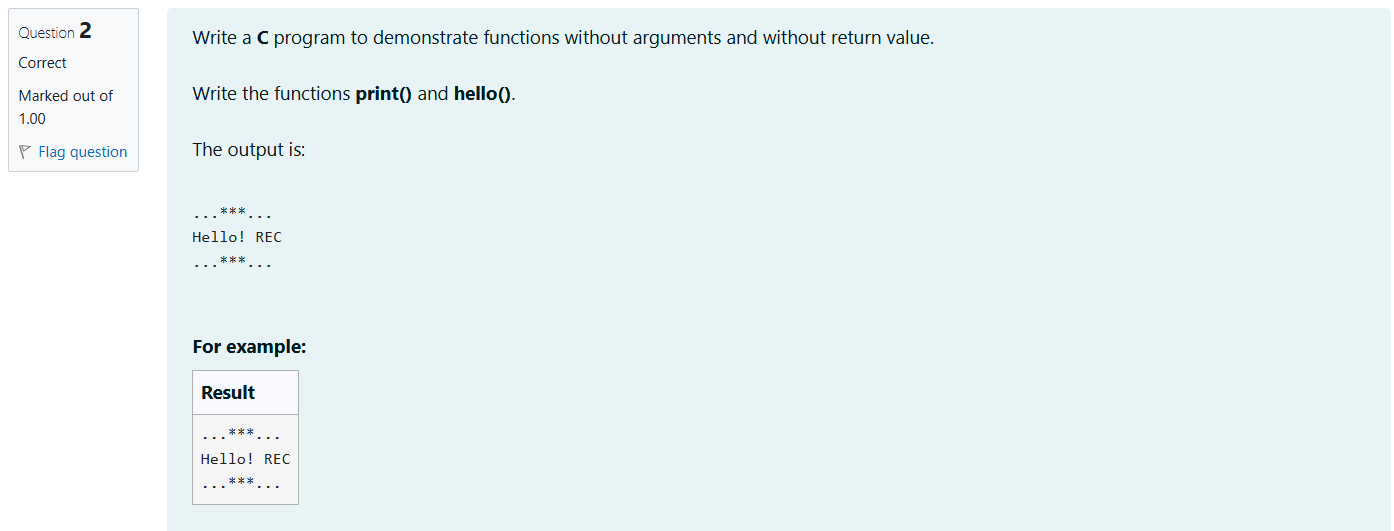 Question 2
Correct
Marked out of
1.00
Flag question
Write a C program to demonstrate functions without arguments and without return value.
Write the functions print() and hello().
The output is:
...***...
Hello! REC
...***...
For example:
Result
...***...
Hello! REC
...***...